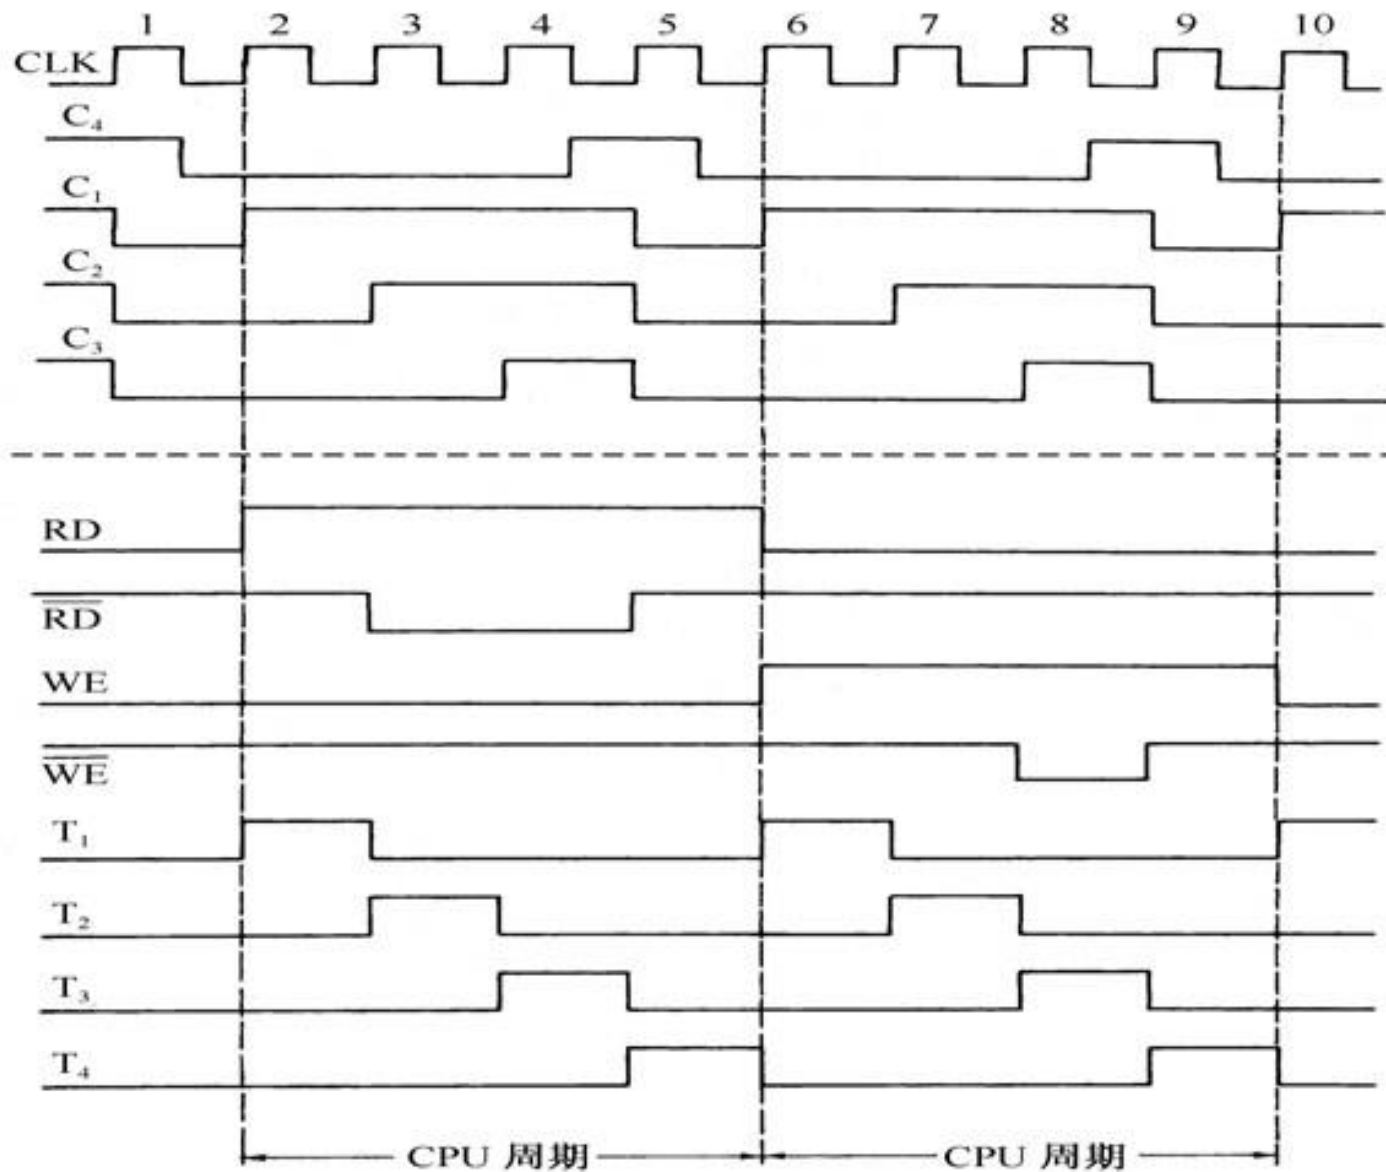 1 2 3 4 5 6 7 8 9 10
CLK
C₄
C₁
C₂
C₃
RD
R̅D̅
WE
W̅E̅
T₁
T₂
T₃
T₄
CPU 周期 CPU 周期